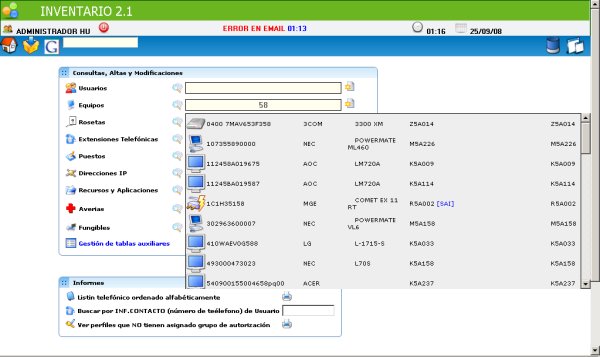 INVENTARIO 2.1
ADMINISTRADOR HU
ERROR EN EMAIL 01:13
01:16
25/09/08
G
Consultas, Altas y Modificaciones
Usuarios
Equipos
58
Rosetas
Extensiones Telefónicas
Puestos
Direcciones IP
Recursos y Aplicaciones
Averías
Fungibles
Gestión de tablas auxiliares
0400 7MAV653F358 3COM 3300 XM Z5A014 Z5A014
107355890000 NEC POWERMATE ML460 M5A226 M5A226
112458A019675 AOC LM720A K5A009 K5A009
112458A019587 AOC LM720A K5A114 K5A114
1C1H35158 MGE COMET EX 11 RT R5A002 [SAI] R5A002
302963600007 NEC POWERMATE VL6 M5A158 M5A158
410WAEV0G588 LG L-1715-S K5A033 K5A033
493000473023 NEC L70S K5A158 K5A158
540900155004658pq00 ACER K5A237 K5A237
Informes
Listin telefónico ordenado alfabéticamente
Buscar por INF.CONTACTO (número de teélefono) de Usuario
Ver perfiles que NO tienen asignado grupo de autorización